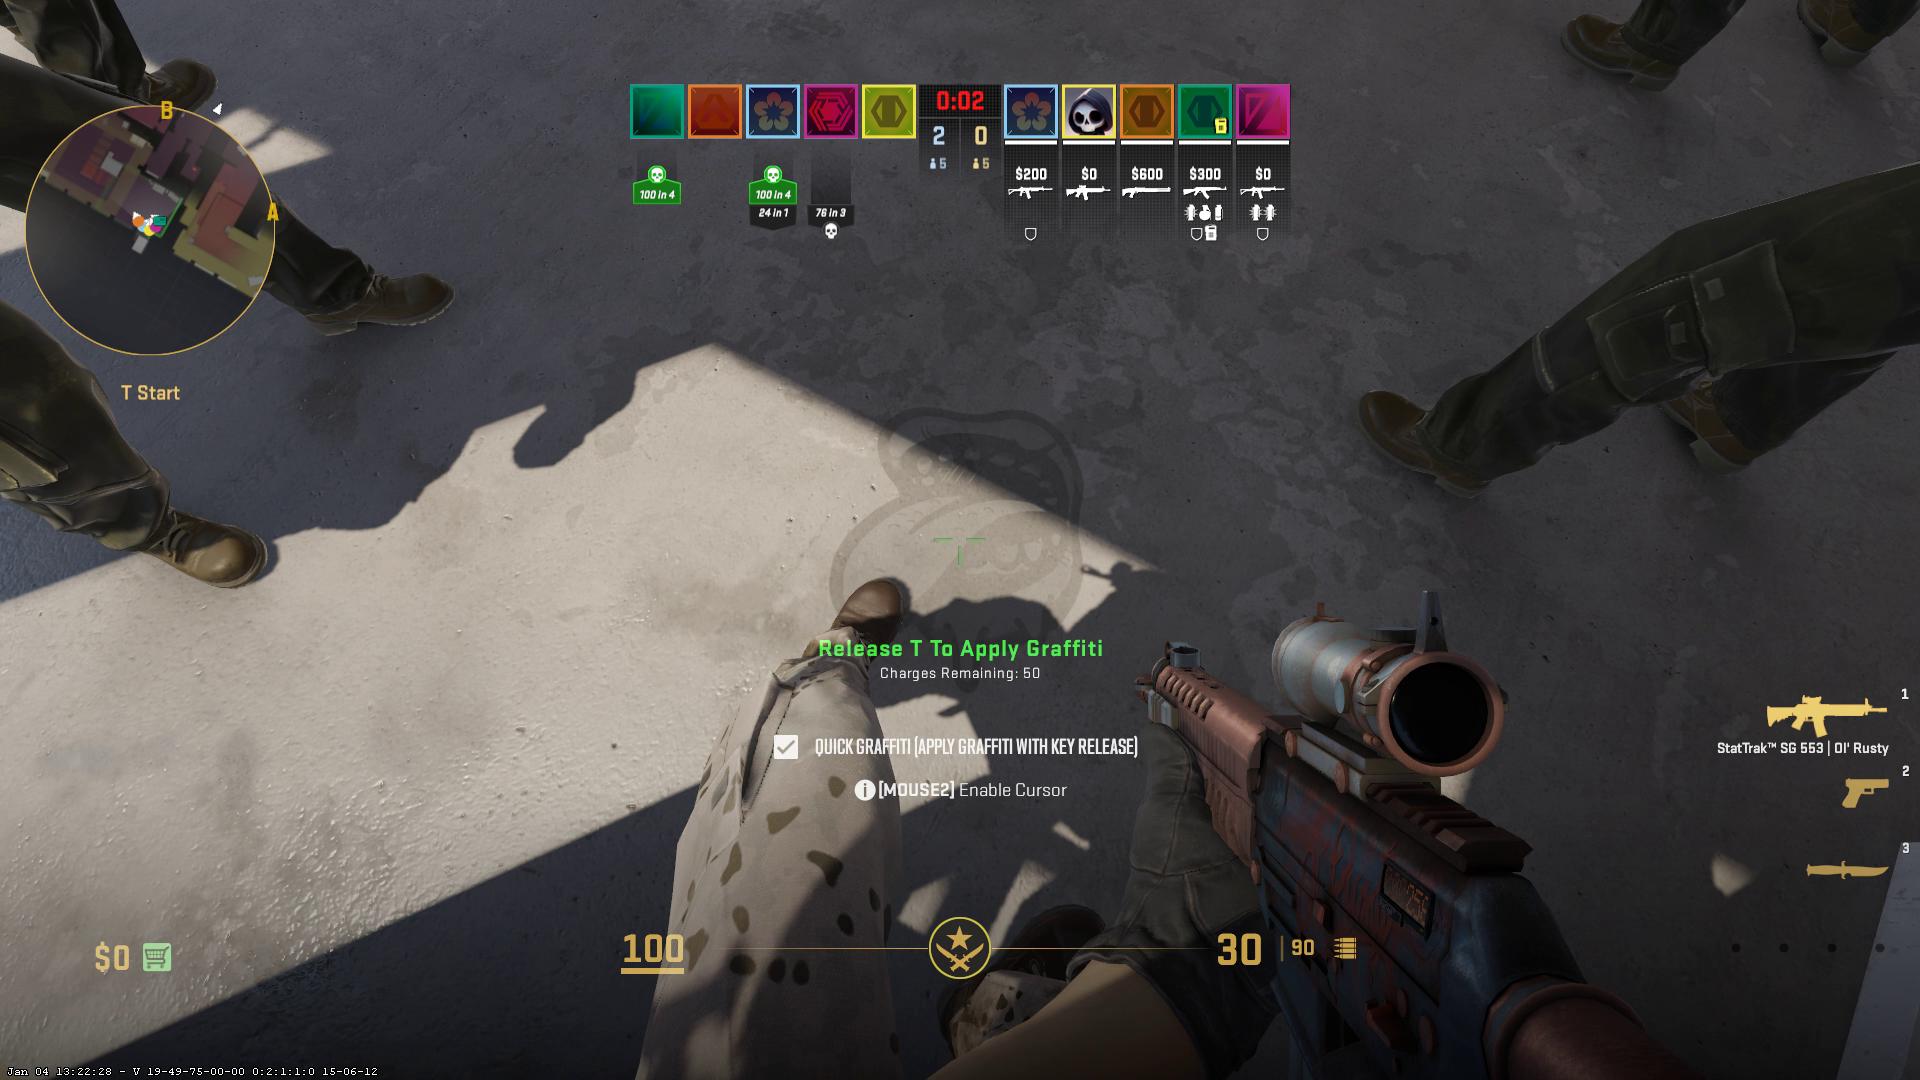 B
A
T Start
0:02
2 0
5 5
100 in 4
100 in 4
24 in 1
76 in 3
$200 $0 $600 $300 $0
Release T To Apply Graffiti
Charges Remaining: 50
QUICK GRAFFITI (APPLY GRAFFITI WITH KEY RELEASE)
[MOUSE2] Enable Cursor
1
StatTrak™ SG 553 | Ol' Rusty
2
3
$0
100
30 | 90
Jan 04 13:22:28 - V 19-49-75-00-00 0:2:1:1:0 15-06-12